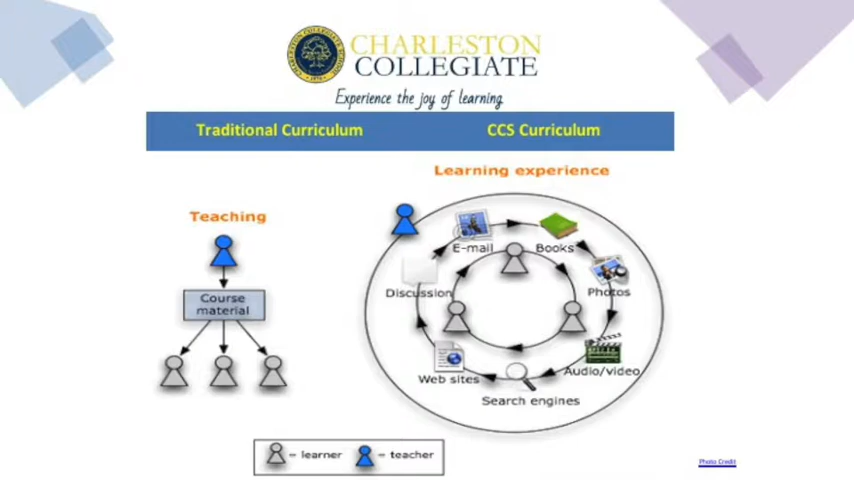 CHARLESTON
COLLEGIATE
Experience the joy of learning.
Traditional Curriculum
CCS Curriculum
Teaching
Course
material
Learning experience
E-mail
Books
Photos
Audio/video
Search engines
Web sites
Discussion
= learner
= teacher
Photo Credit